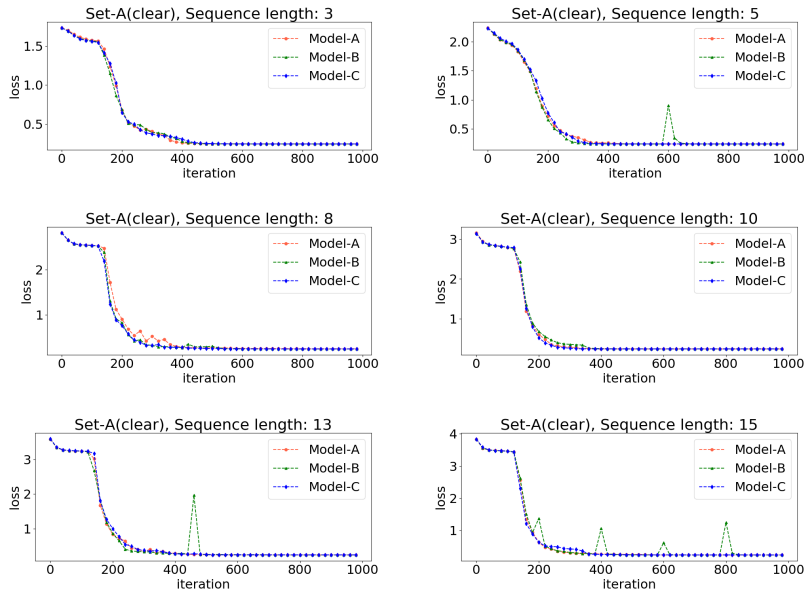 Set-A(clear), Sequence length: 3
loss
1.5
1.0
0.5
Model-A
Model-B
Model-C
0 200 400 600 800 1000
iteration
Set-A(clear), Sequence length: 5
loss
2.0
1.5
1.0
0.5
Model-A
Model-B
Model-C
0 200 400 600 800 1000
iteration
Set-A(clear), Sequence length: 8
loss
2
1
Model-A
Model-B
Model-C
0 200 400 600 800 1000
iteration
Set-A(clear), Sequence length: 10
loss
3
2
1
Model-A
Model-B
Model-C
0 200 400 600 800 1000
iteration
Set-A(clear), Sequence length: 13
loss
3
2
1
Model-A
Model-B
Model-C
0 200 400 600 800 1000
iteration
Set-A(clear), Sequence length: 15
loss
4
3
2
1
Model-A
Model-B
Model-C
0 200 400 600 800 1000
iteration